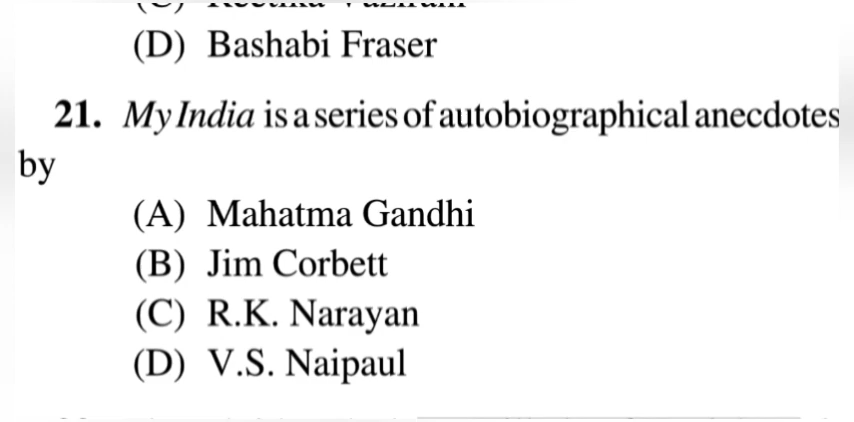 (D) Bashabi Fraser
21. My India is a series of autobiographical anecdotes
by
(A) Mahatma Gandhi
(B) Jim Corbett
(C) R.K. Narayan
(D) V.S. Naipaul